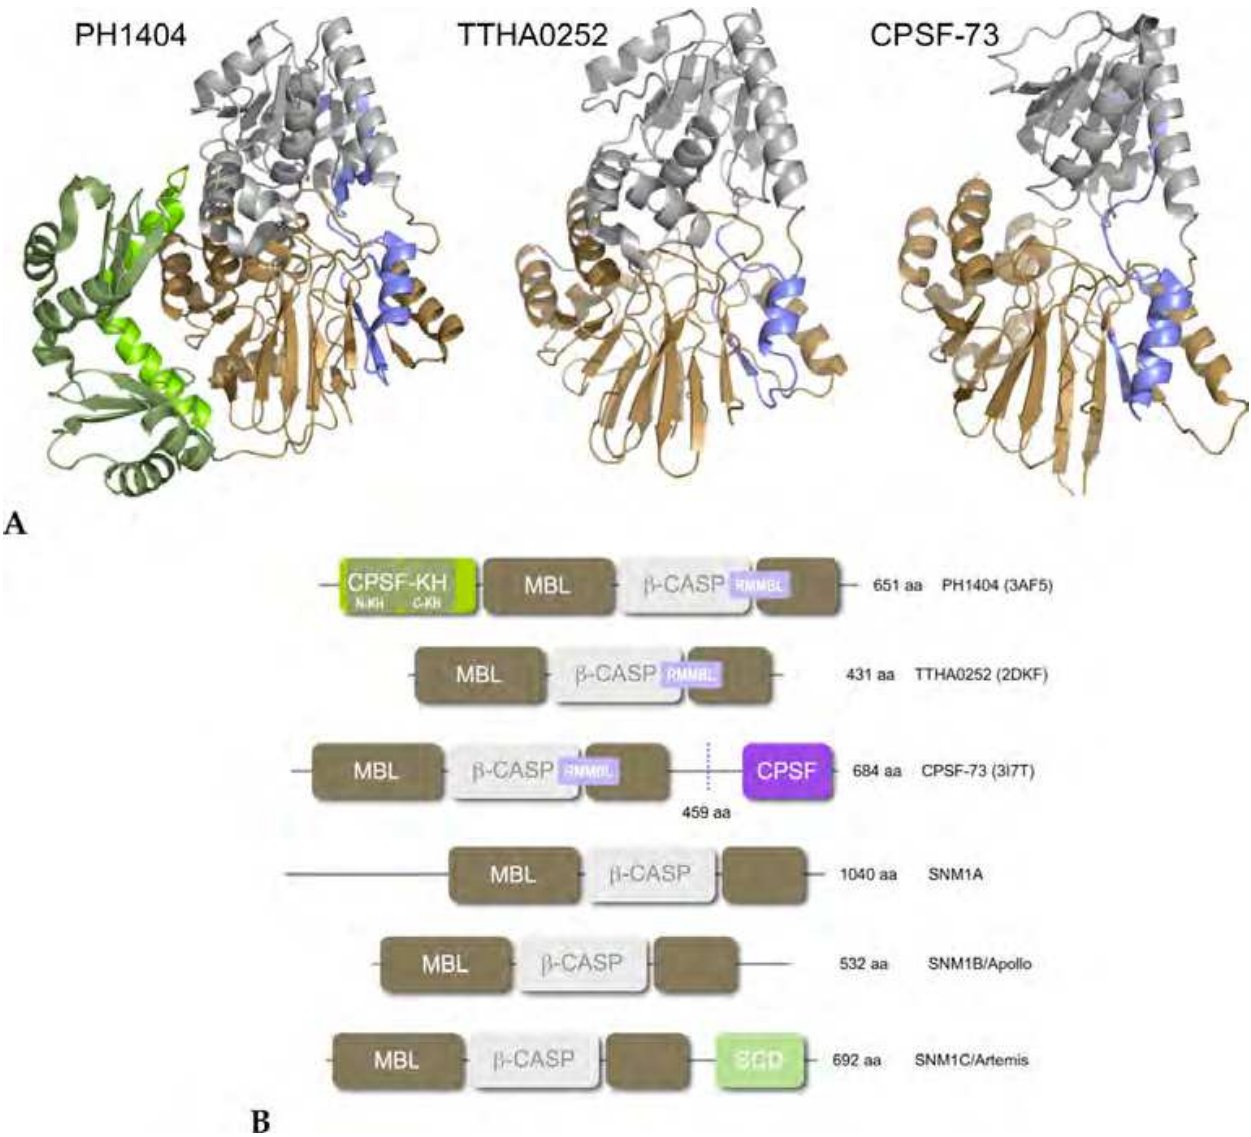 PH1404 TTHA0252 CPSF-73
A
CPSF-KH
N-KH C-KH
MBL β-CASP RMMBL 651 aa PH1404 (3AF5)
MBL β-CASP RMMBL 431 aa TTHA0252 (2DKF)
MBL β-CASP RMMBL CPSF 684 aa CPSF-73 (3I7T)
459 aa
MBL β-CASP 1040 aa SNM1A
MBL β-CASP 532 aa SNM1B/Apollo
MBL β-CASP SCD 692 aa SNM1C/Artemis
B